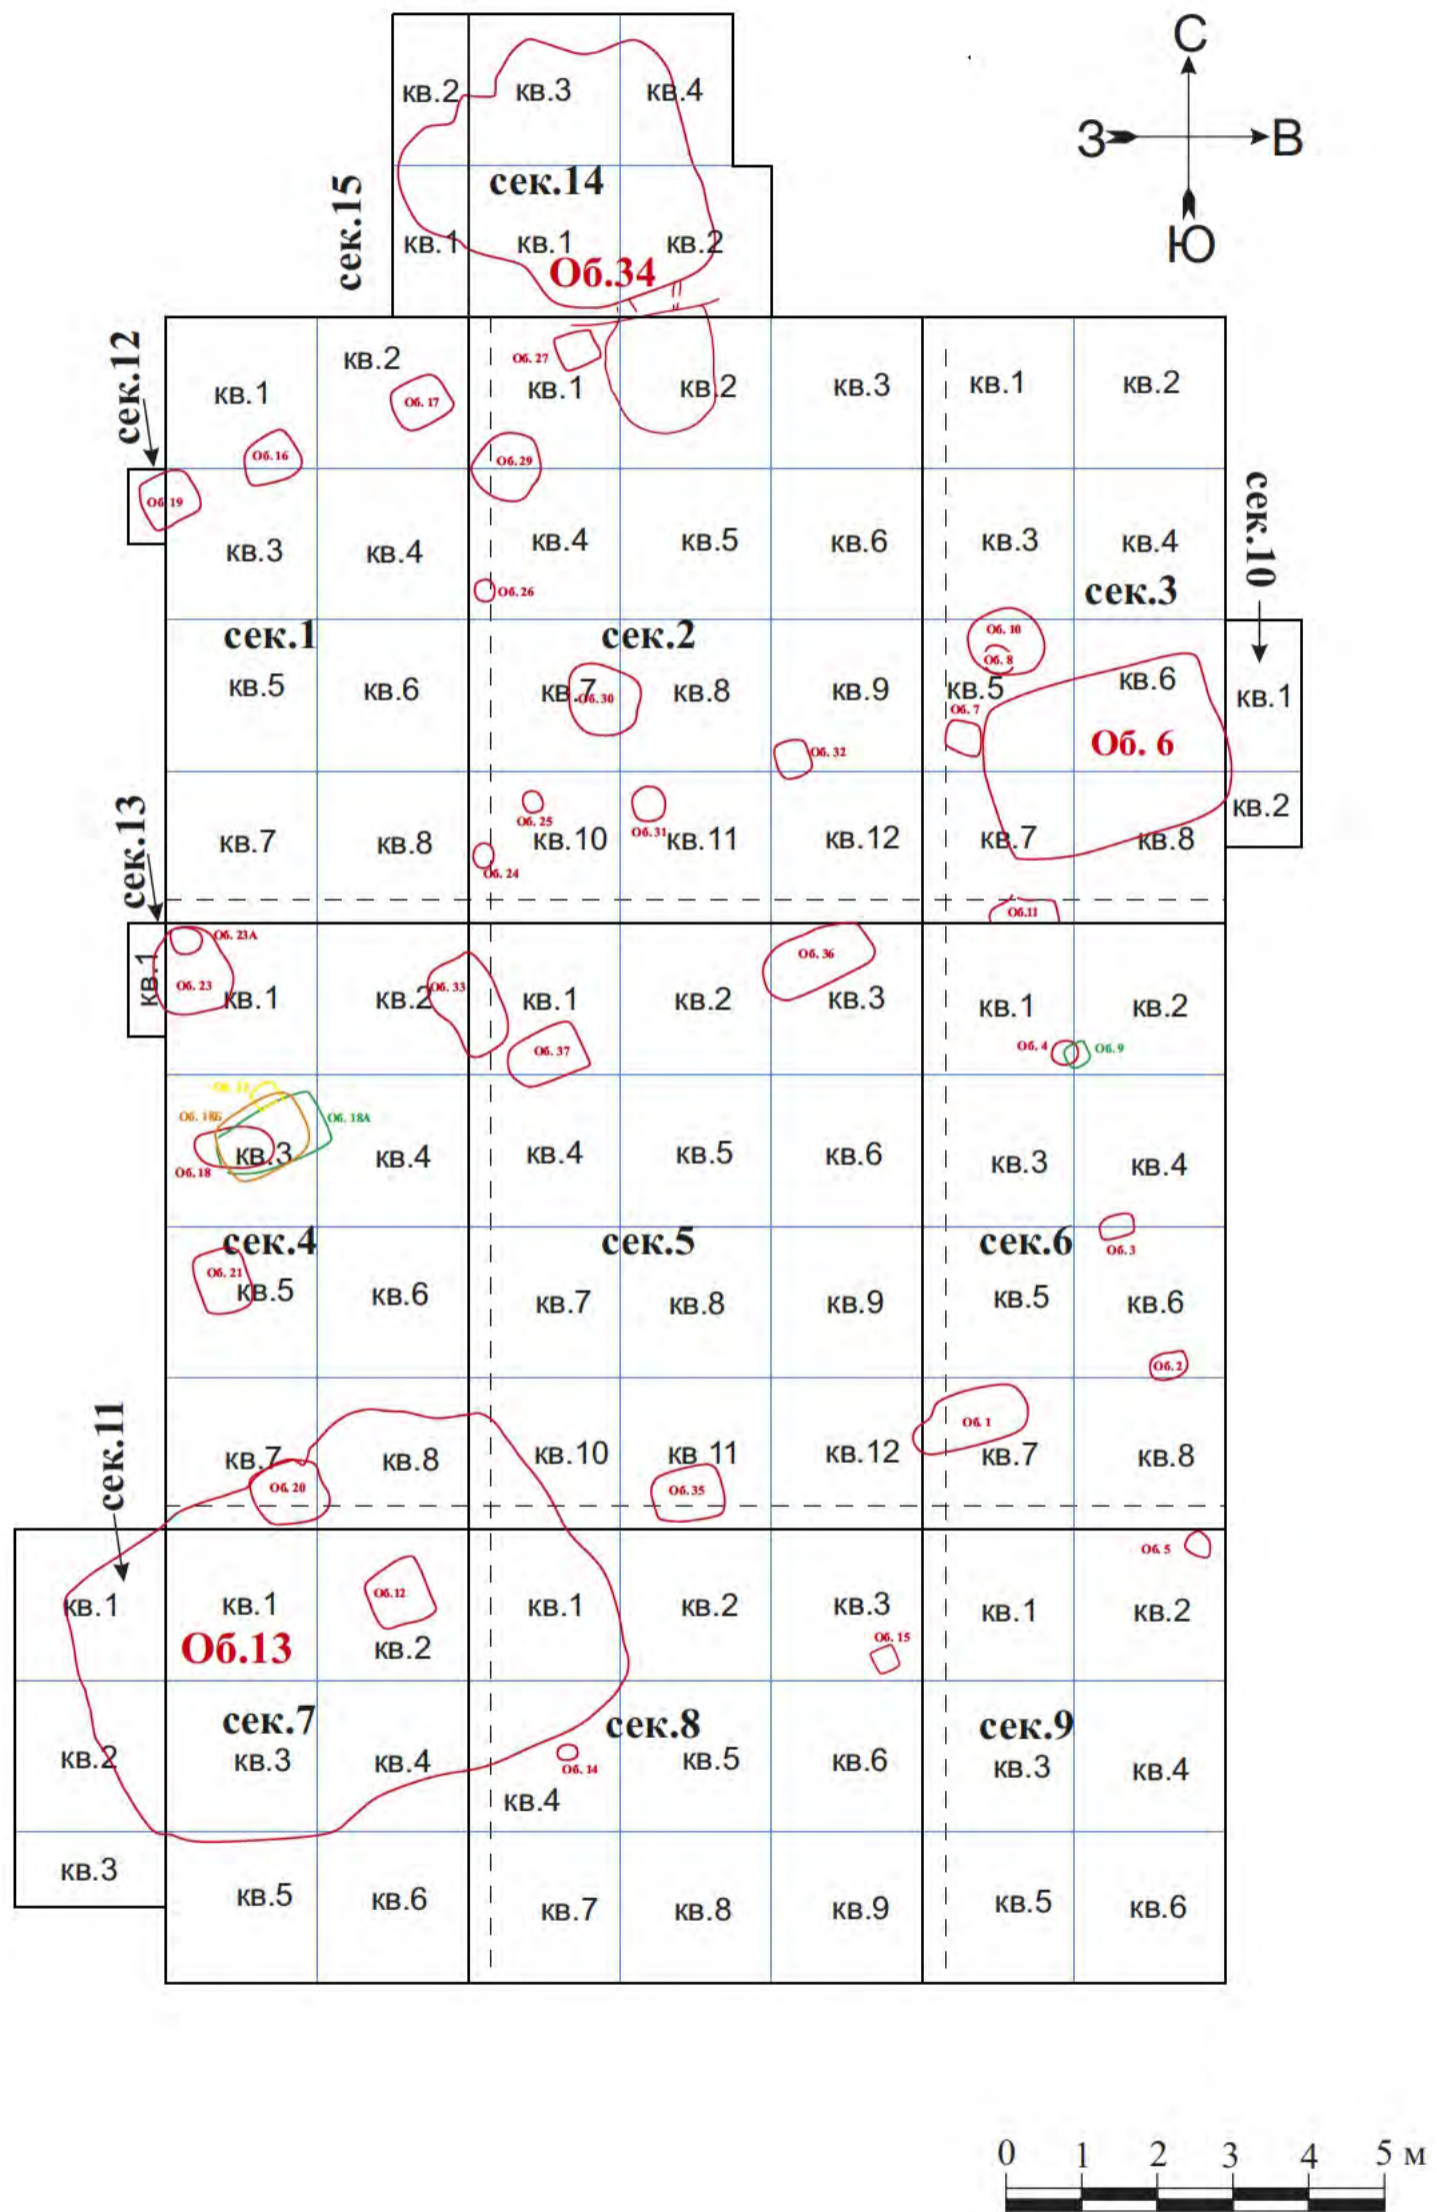 С
З В
Ю
кв.2 кв.3 кв.4
сек.15
сек.14
кв.1 кв.1 кв.2
Об.34
сек.12
кв.1 кв.2
Об. 17
Об. 16
Об. 19
Об. 27
кв.1 кв.2 кв.3
кв.1 кв.2
Об. 29
кв.3 кв.4 кв.4 кв.5 кв.6 кв.3 кв.4
Об. 26
сек.1 сек.2 сек.3
сек.10
Об. 10
Об. 8
кв.5 кв.6 кв.7 кв.8 кв.9 кв.5 кв.6
Об. 30
Об. 7
Об. 6
Об. 32
кв.1
кв.2
сек.13
Об. 25
Об. 31
кв.7 кв.8 кв.10 кв.11 кв.12 кв.7 кв.8
Об. 24
Об.11
Об. 23А
Об. 23
Об. 33
Об. 36
кв.1 кв.1 кв.2 кв.1 кв.2 кв.3 кв.1 кв.2
Об. 37
Об. 4 Об. 9
Об. 18Б Об. 18А
кв.3 кв.4 кв.4 кв.5 кв.6 кв.3 кв.4
Об. 18
сек.4 сек.5 сек.6
Об. 3
Об. 21
кв.5 кв.6 кв.7 кв.8 кв.9 кв.5 кв.6
Об. 2
сек.11
Об. 1
кв.7 кв.8 кв.10 кв 11 кв.12 кв.7 кв.8
Об. 20
Об. 35
Об. 5
Об.12
кв.1 кв.1 кв.2 кв.1 кв.2 кв.3 кв.1 кв.2
Об.13
Об. 15
сек.7 сек.8 сек.9
кв.2 кв.3 кв.4 кв.4 кв.5 кв.6 кв.3 кв.4
Об. 14
кв.3 кв.5 кв.6 кв.7 кв.8 кв.9 кв.5 кв.6
0 1 2 3 4 5 м